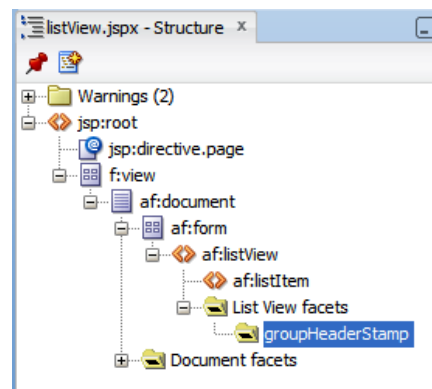 listView.jspx - Structure x
Warnings (2)
jsp:root
jsp:directive.page
f:view
af:document
af:form
af:listView
af:listItem
List View facets
groupHeaderStamp
Document facets